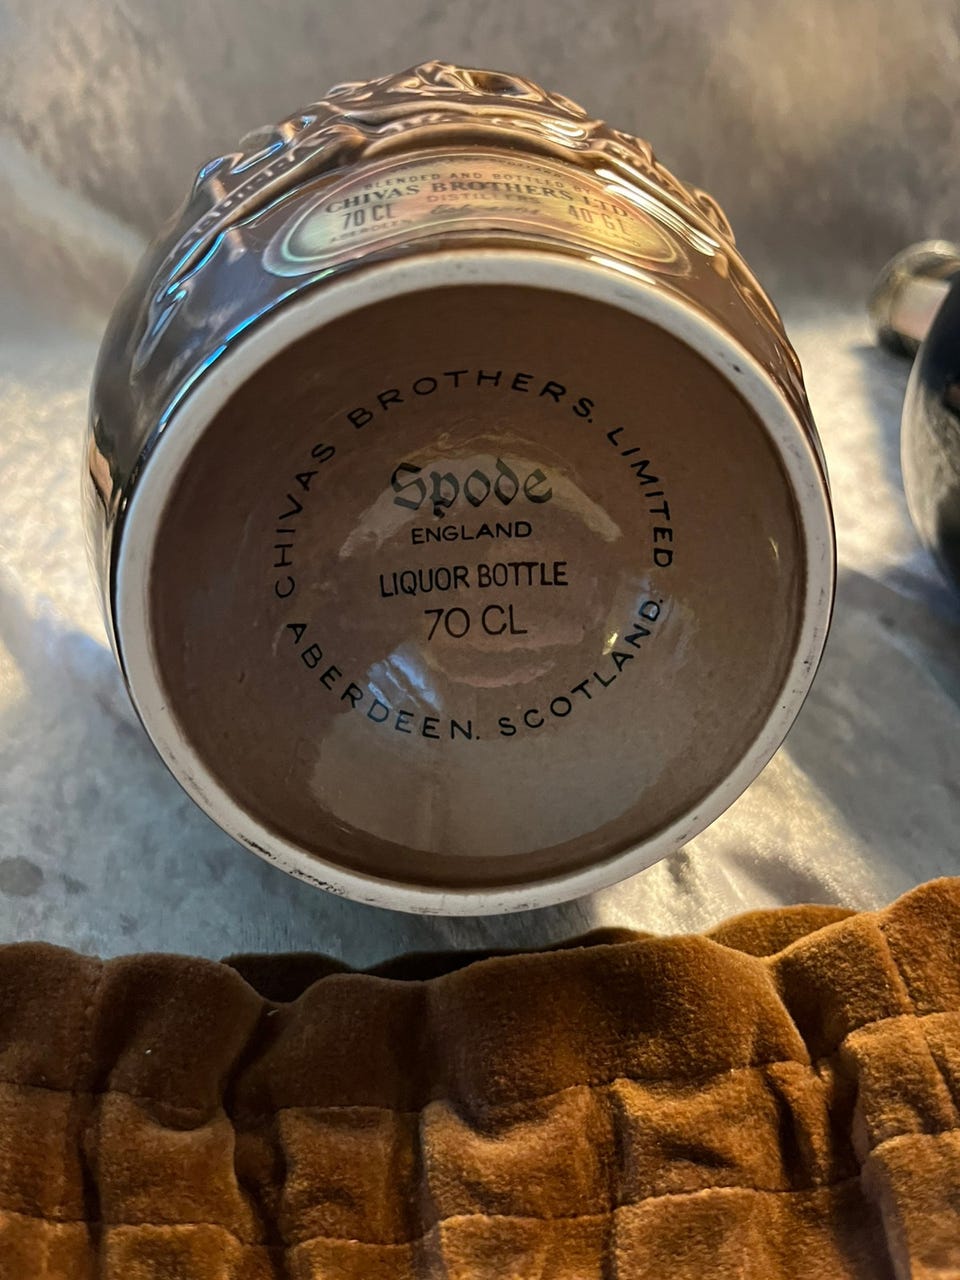 BLENDED AND BOTTLED BY
CHIVAS BROTHERS LTD.
DISTILLERS
70 CL
40 GL
CHIVAS BROTHERS. LIMITED
Spode
ENGLAND
LIQUOR BOTTLE
70 CL
ABERDEEN. SCOTLAND.